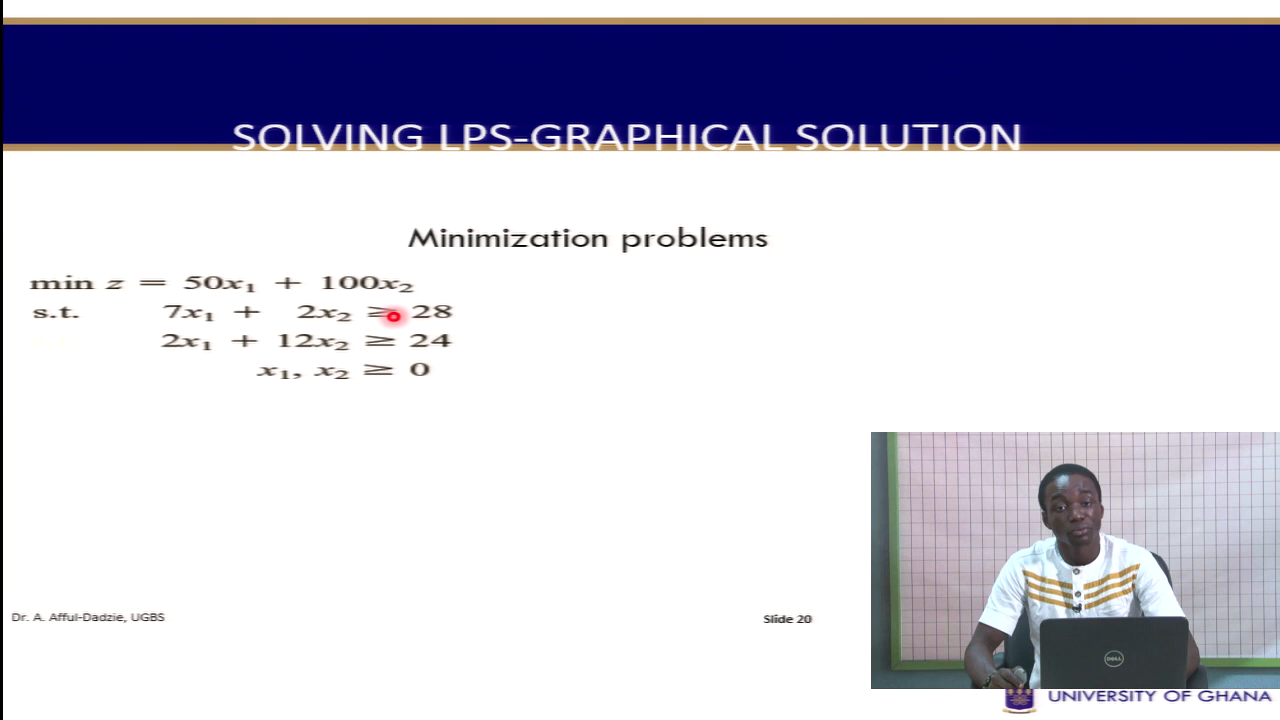 SOLVING LPS-GRAPHICAL SOLUTION
Minimization problems
min z = 50x₁ + 100x₂
s.t. 7x₁ + 2x₂ ≥ 28
2x₁ + 12x₂ ≥ 24
x₁, x₂ ≥ 0
DELL
Dr. A. Afful-Dadzie, UGBS
Slide 20
UNIVERSITY OF GHANA